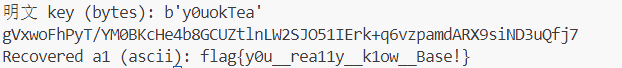 明文 key (bytes): b'y0uokTea'
gVxwoFhPyT/YM0BKcHe4b8GCUZtlnLW2SJO51IErk+q6vzpamdARX9siND3uQfj7
Recovered a1 (ascii): flag{y0u__rea11y__k1ow__Base!}